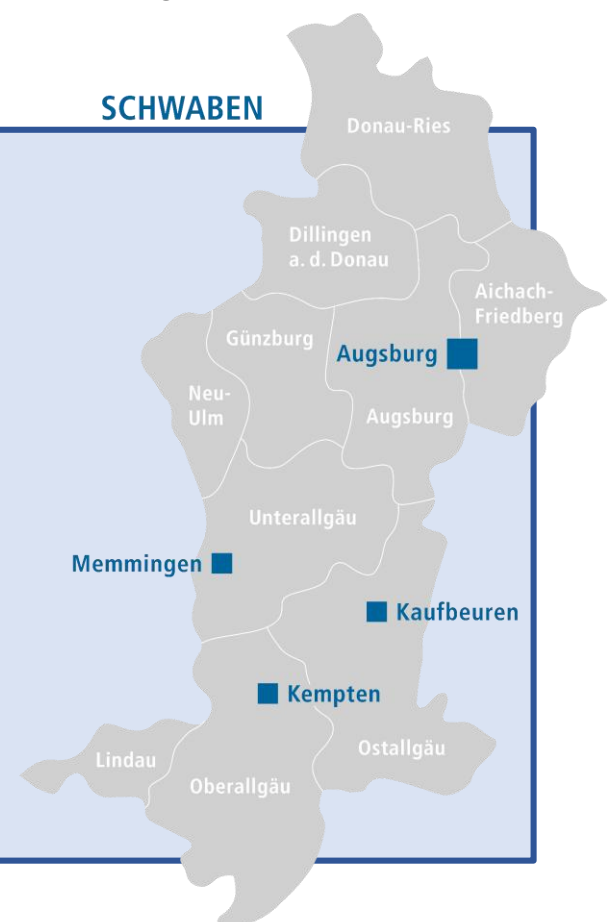 SCHWABEN
Donau-Ries
Dillingen
a. d. Donau
Aichach-
Friedberg
Günzburg
Augsburg
Neu-
Ulm
Augsburg
Unterallgäu
Memmingen
Kaufbeuren
Kempten
Ostallgäu
Lindau
Oberallgäu